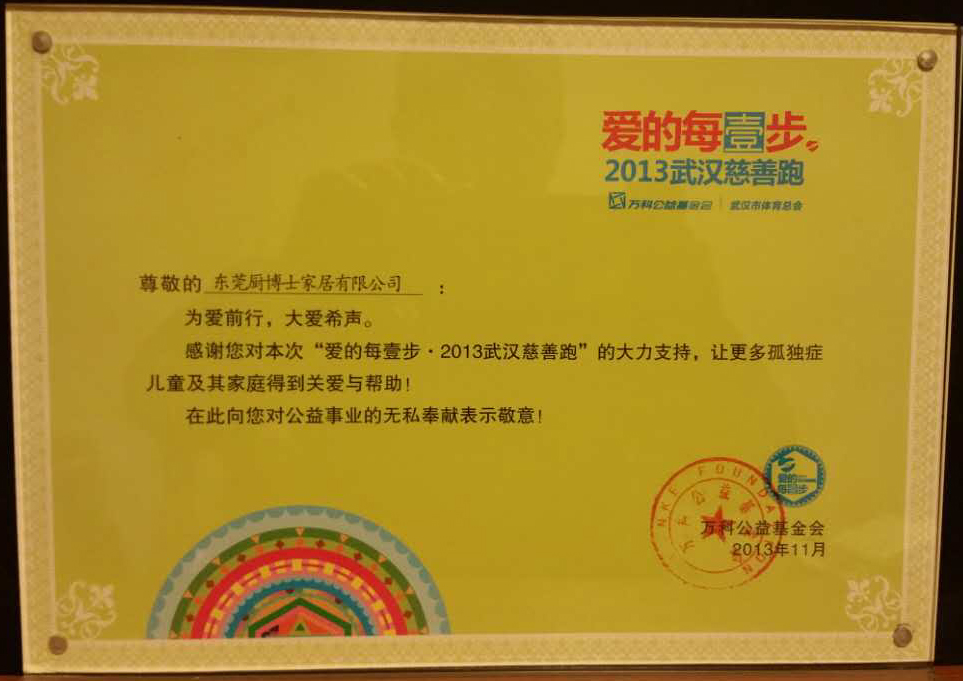 爱的每壹步
2013武汉慈善跑
万科公益基金会 | 武汉市体育总会
尊敬的 东莞厨博士家居有限公司 :
为爱前行,大爱希声。
感谢您对本次“爱的每壹步·2013武汉慈善跑”的大力支持,让更多孤独症
儿童及其家庭得到关爱与帮助!
在此向您对公益事业的无私奉献表示敬意!
爱的
每壹步
万科公益基金会
2013年11月